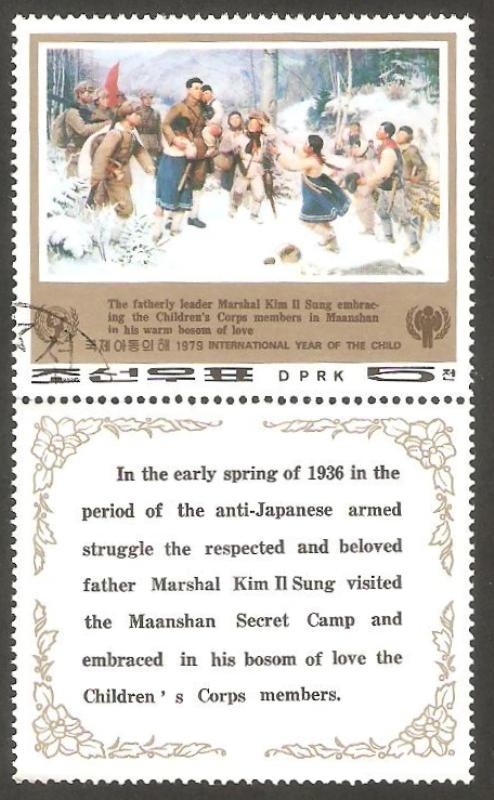 The fatherly leader Marshal Kim Il Sung embrac-
ing the Children's Corps members in Maanshan
in his warm bosom of love
국제아동의해 1979 INTERNATIONAL YEAR OF THE CHILD
조선우표 DPRK 5 전
In the early spring of 1936 in the
period of the anti-Japanese armed
struggle the respected and beloved
father Marshal Kim Il Sung visited
the Maanshan Secret Camp and
embraced in his bosom of love the
Children's Corps members.